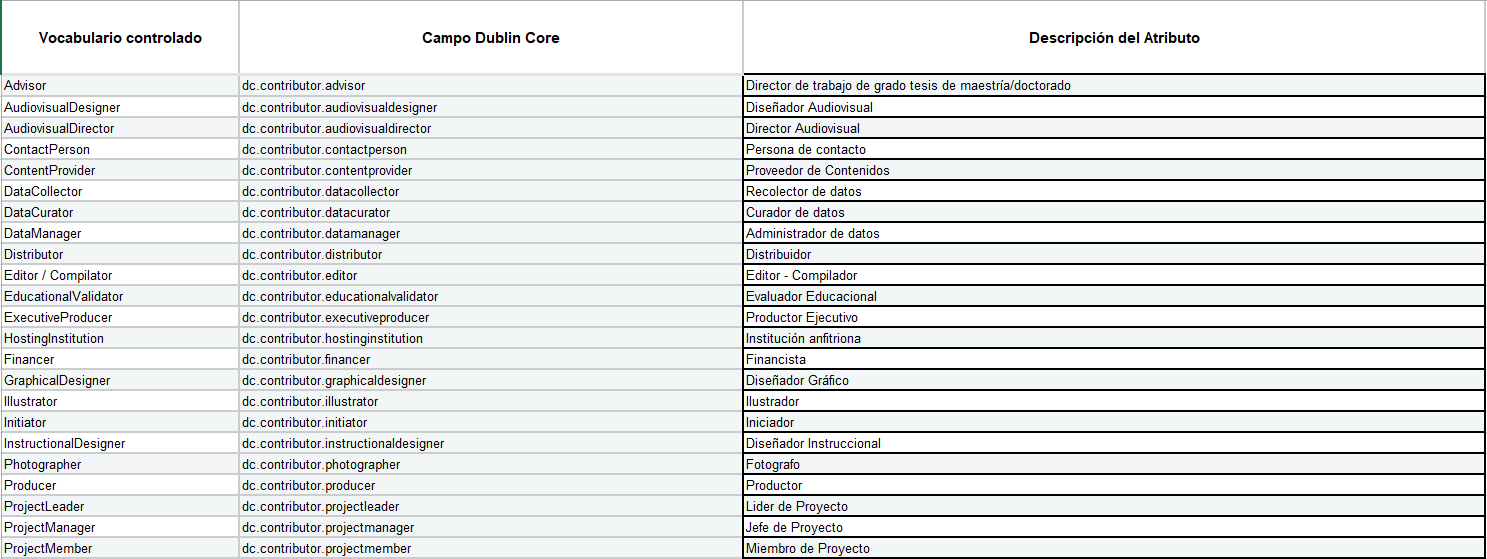 Vocabulario controlado Campo Dublin Core Descripción del Atributo
Advisor dc.contributor.advisor Director de trabajo de grado tesis de maestría/doctorado
AudiovisualDesigner dc.contributor.audiovisualdesigner Diseñador Audiovisual
AudiovisualDirector dc.contributor.audiovisualdirector Director Audiovisual
ContactPerson dc.contributor.contactperson Persona de contacto
ContentProvider dc.contributor.contentprovider Proveedor de Contenidos
DataCollector dc.contributor.datacollector Recolector de datos
DataCurator dc.contributor.datacurator Curador de datos
DataManager dc.contributor.datamanager Administrador de datos
Distributor dc.contributor.distributor Distribuidor
Editor / Compilator dc.contributor.editor Editor - Compilador
EducationalValidator dc.contributor.educationalvalidator Evaluador Educacional
ExecutiveProducer dc.contributor.executiveproducer Productor Ejecutivo
HostingInstitution dc.contributor.hostinginstitution Institución anfitriona
Financer dc.contributor.financer Financista
GraphicalDesigner dc.contributor.graphicaldesigner Diseñador Gráfico
Illustrator dc.contributor.illustrator Ilustrador
Initiator dc.contributor.initiator Iniciador
InstructionalDesigner dc.contributor.instructionaldesigner Diseñador Instruccional
Photographer dc.contributor.photographer Fotografo
Producer dc.contributor.producer Productor
ProjectLeader dc.contributor.projectleader Lider de Proyecto
ProjectManager dc.contributor.projectmanager Jefe de Proyecto
ProjectMember dc.contributor.projectmember Miembro de Proyecto